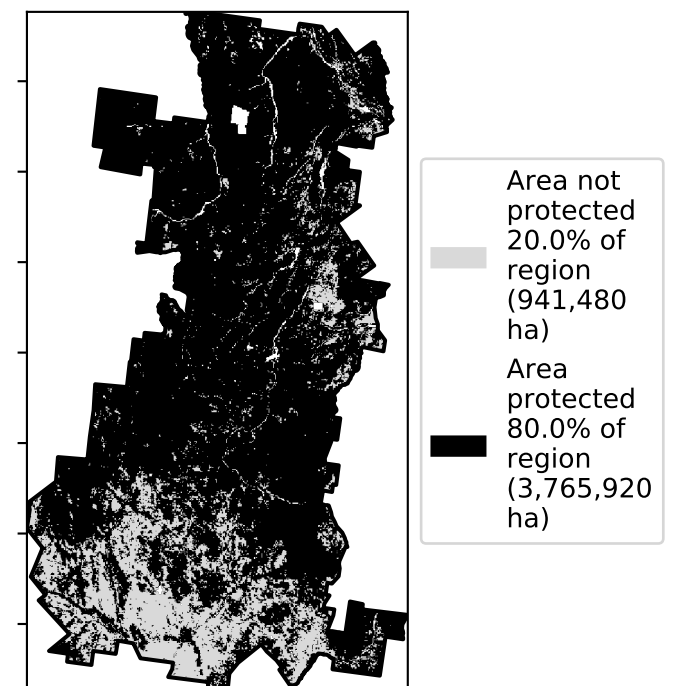 Area not
protected
20.0% of
region
(941,480
ha)
Area
protected
80.0% of
region
(3,765,920
ha)